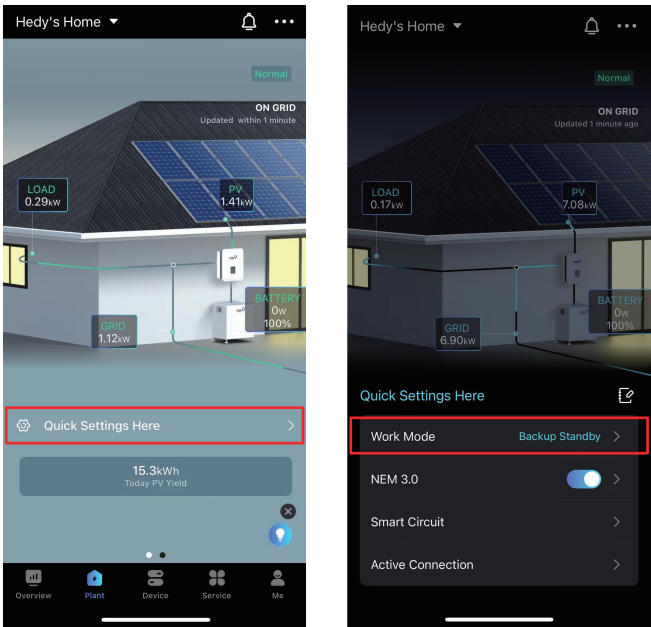 Hedy's Home
Normal
ON GRID
Updated within 1 minute
LOAD
0.29kW
PV
1.41kW
BATTERY
0W
100%
GRID
1.12kW
Quick Settings Here
15.3kWh
Today PV Yield
Overview
Plant
Device
Service
Me
Hedy's Home
Normal
ON GRID
Updated 1 minute ago
LOAD
0.17kW
PV
7.08kW
BATTERY
0W
100%
GRID
6.90kW
Quick Settings Here
Work Mode
Backup Standby
NEM 3.0
Smart Circuit
Active Connection